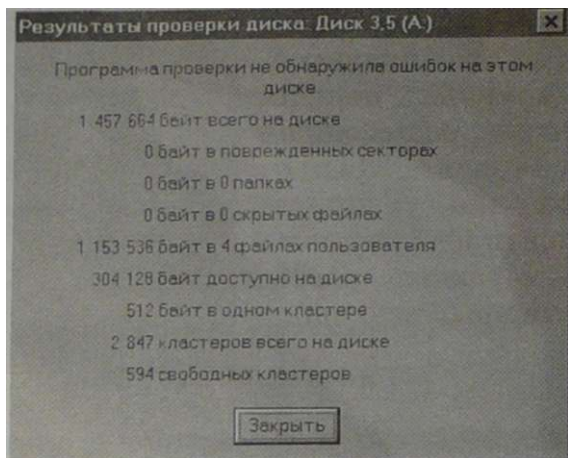 Результаты проверки диска: Диск 3,5 (A:)
Программа проверки не обнаружила ошибок на этом
диске.
1 457 664 байт всего на диске
0 байт в поврежденных секторах
0 байт в 0 папках
0 байт в 0 скрытых файлах
1 153 536 байт в 4 файлах пользователя
304 128 байт доступно на диске
512 байт в одном кластере
2 847 кластеров всего на диске
594 свободных кластеров
Закрыть